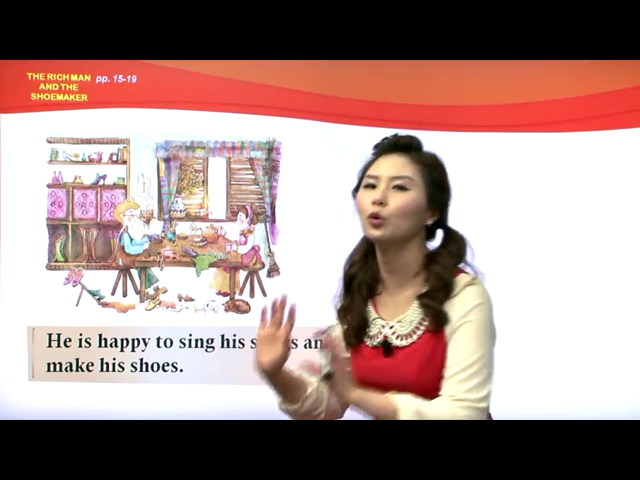 THE RICH MAN pp. 15-19
AND THE
SHOEMAKER
He is happy to sing his
make his shoes.